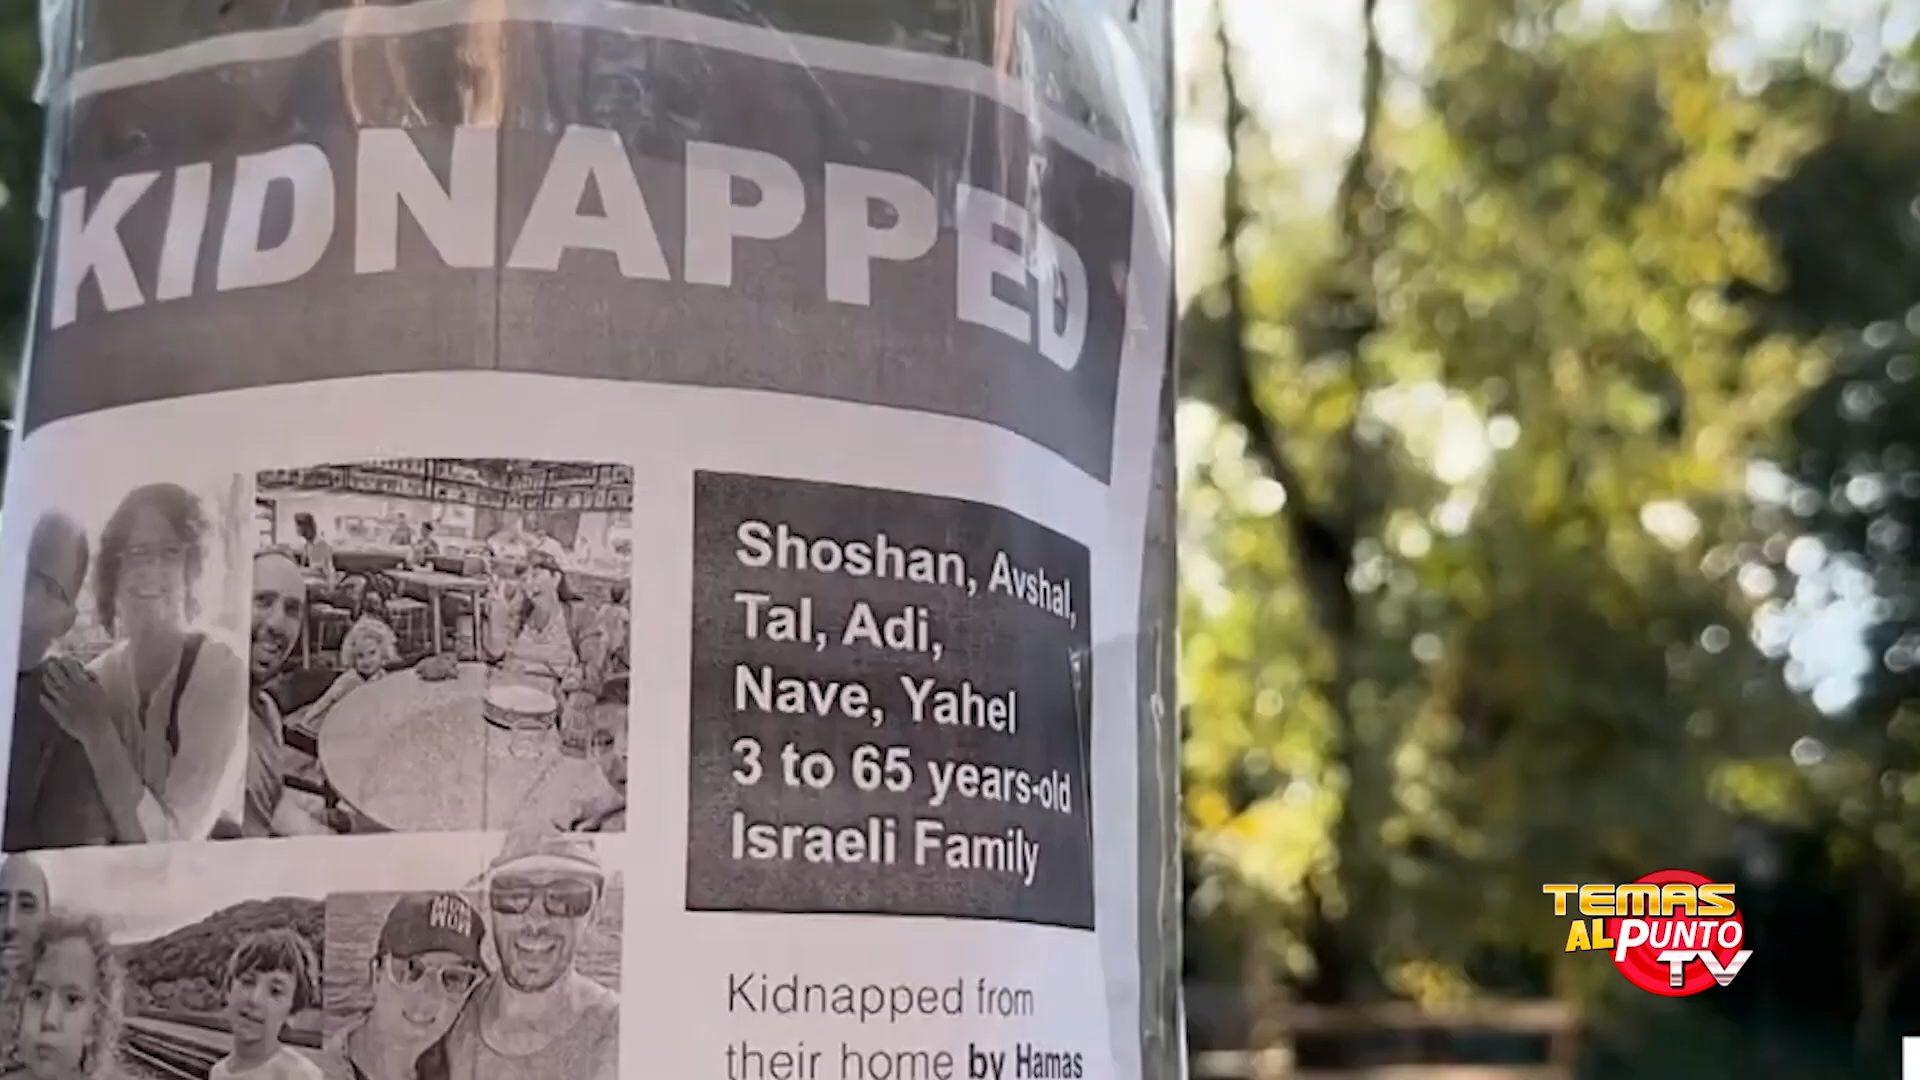 KIDNAPPED
Shoshan, Avshal,
Tal, Adi,
Nave, Yahel
3 to 65 years-old
Israeli Family
Kidnapped from
their home by Hamas
TEMAS
AL PUNTO
TV